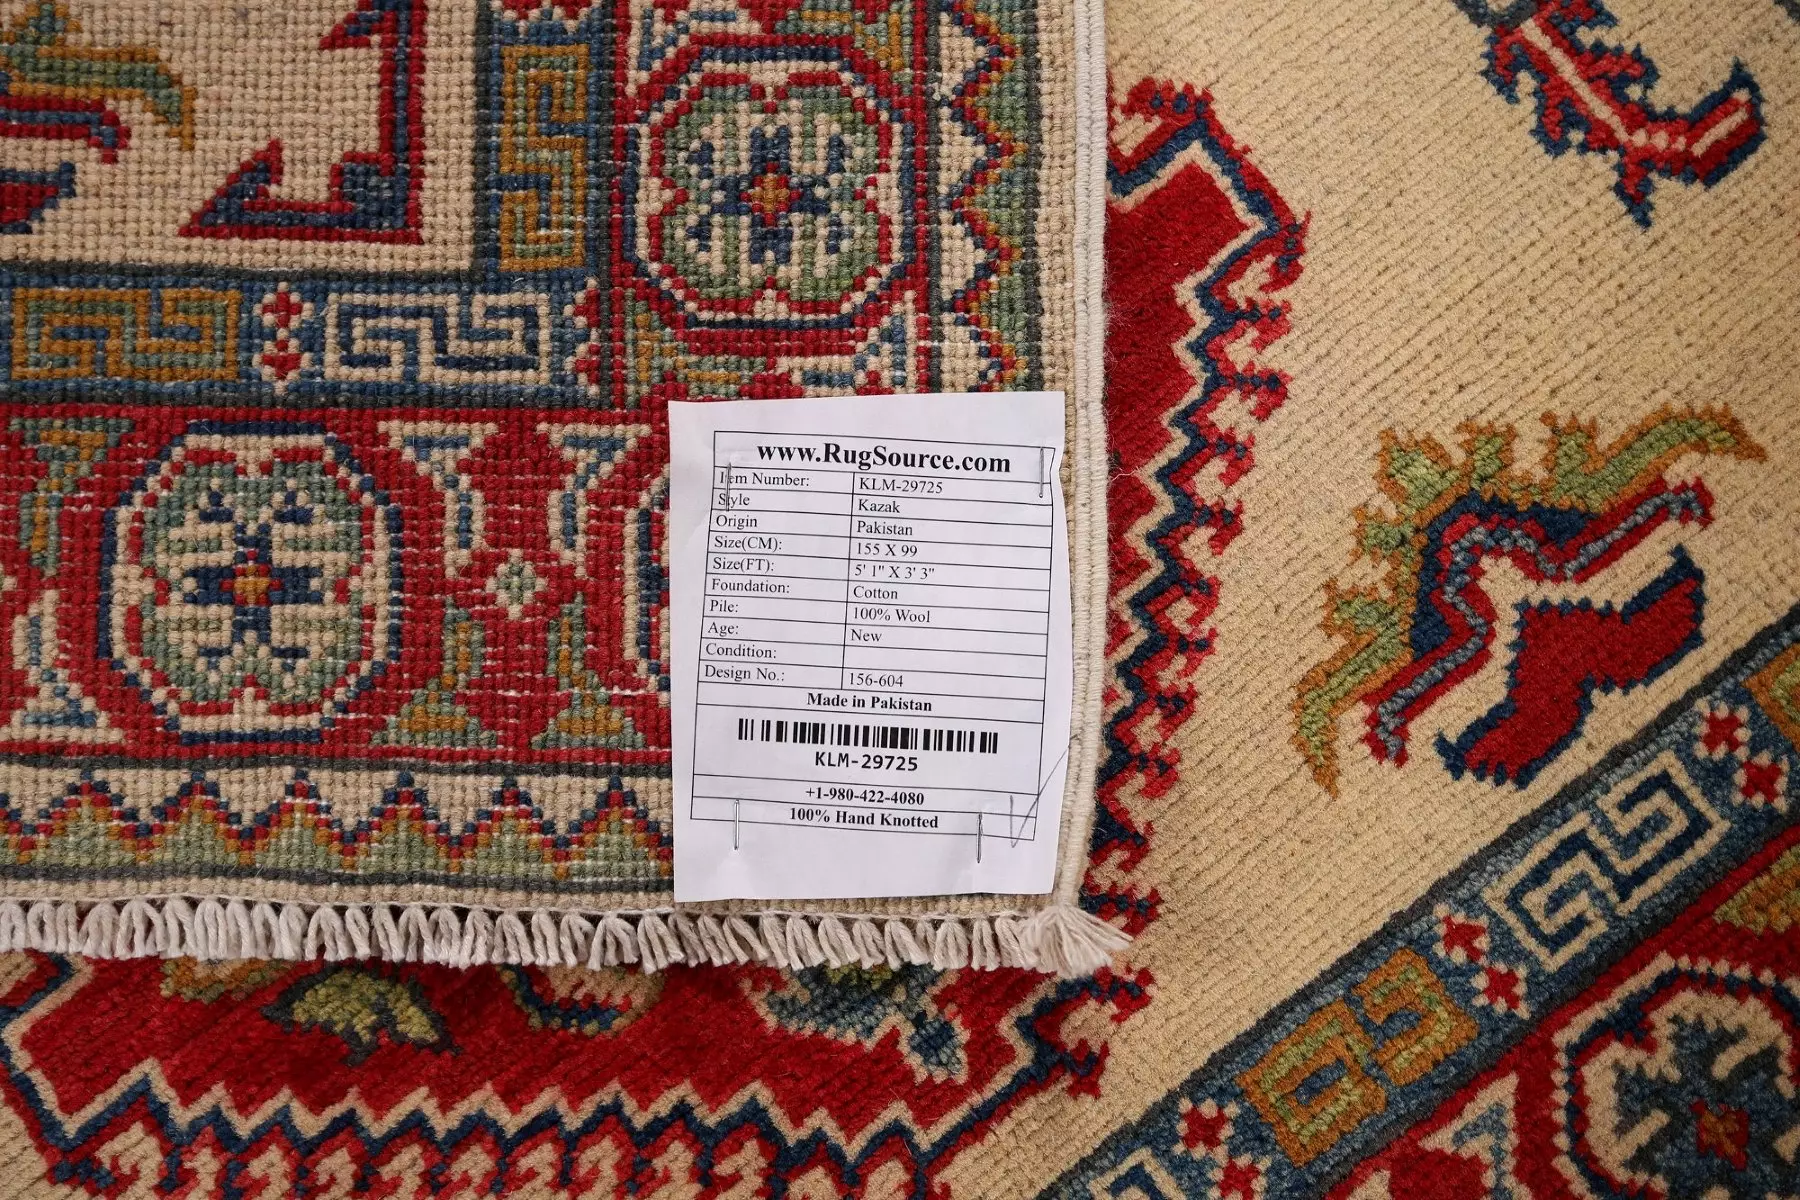 www.RugSource.com
Item Number: KLM-29725
Style Kazak
Origin Pakistan
Size(CM): 155 X 99
Size(FT): 5' 1" X 3' 3"
Foundation: Cotton
Pile: 100% Wool
Age: New
Condition:
Design No.: 156-604
Made in Pakistan
KLM-29725
+1-980-422-4080
100% Hand Knotted